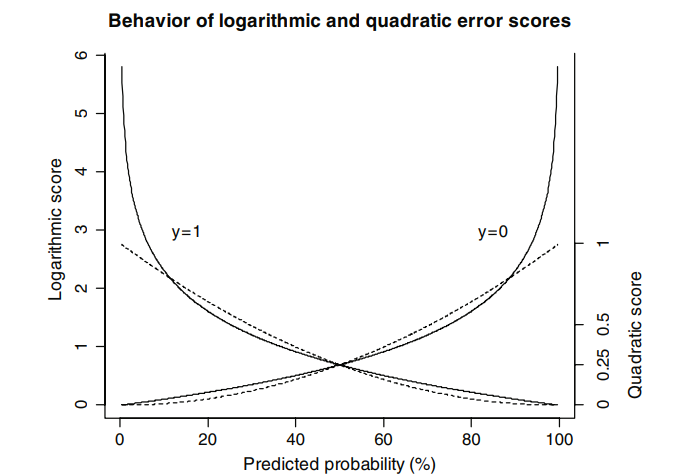 Behavior of logarithmic and quadratic error scores
6
5
4
3
2
1
0
Logarithmic score
y=1
y=0
1
0.5
0.25
0
Quadratic score
0 20 40 60 80 100
Predicted probability (%)